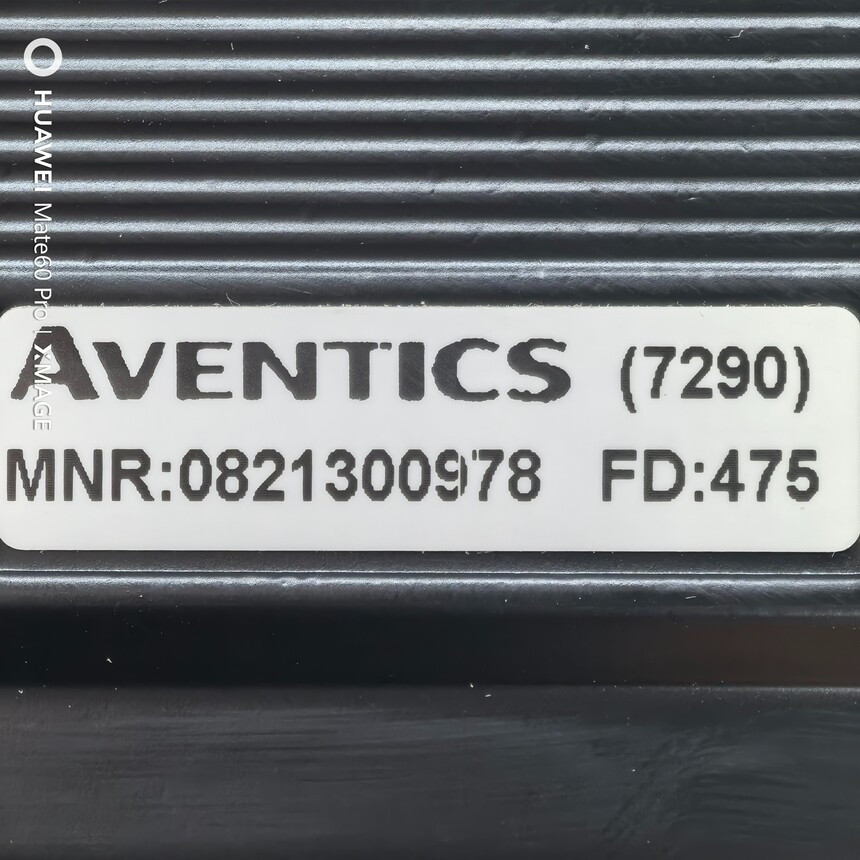 HUAWEI Mate60 Pro | XMAGE
AVENTICS (7290)
MNR:0821300978 FD:475